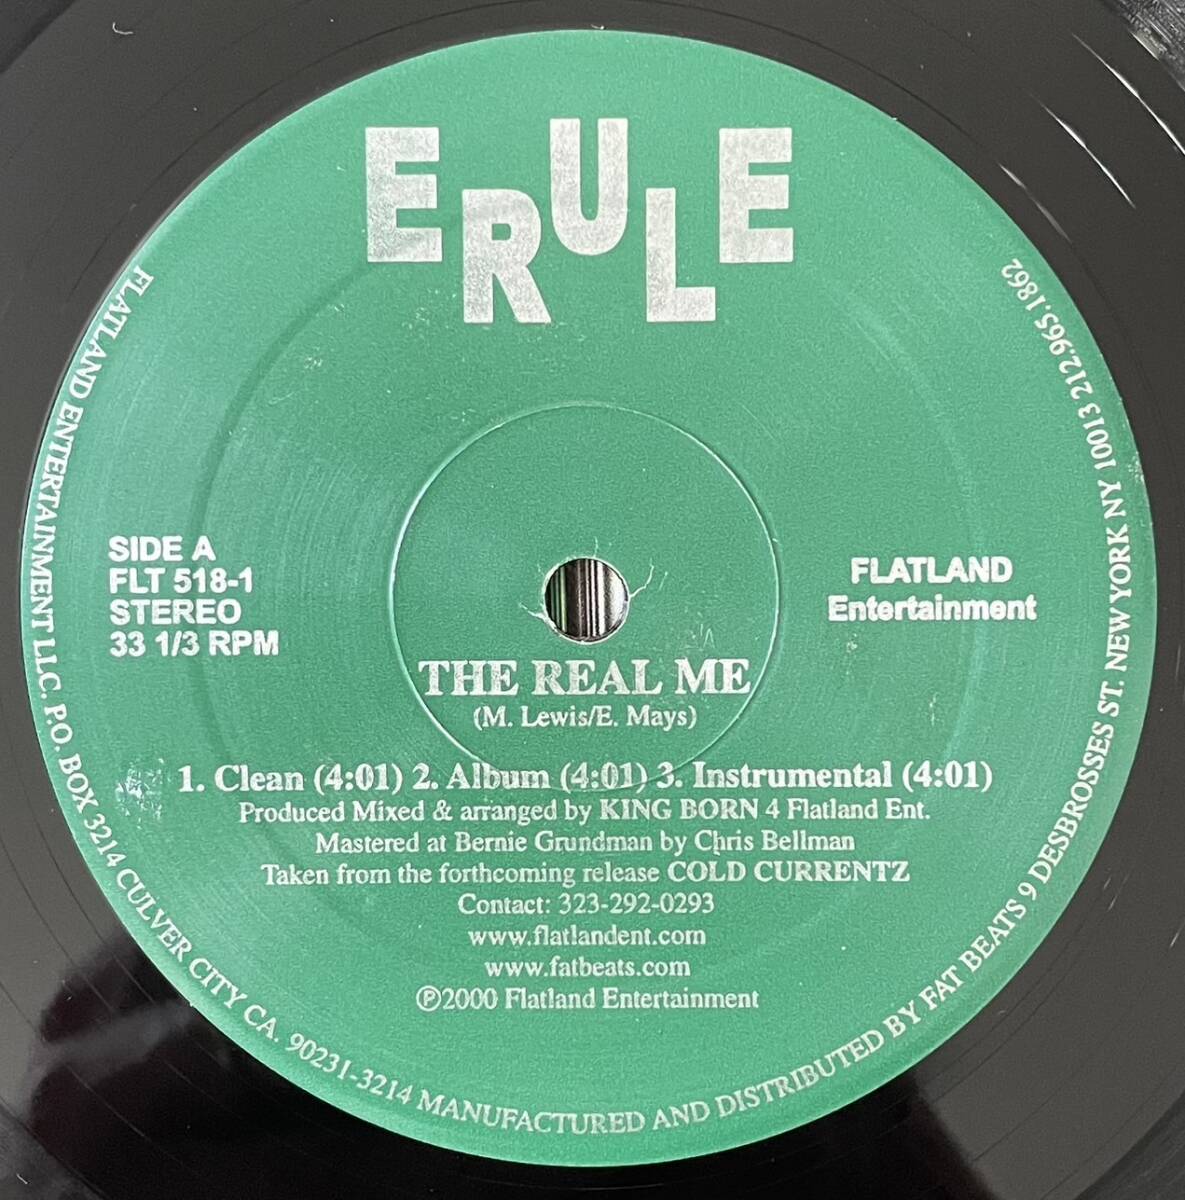 ERULE
SIDE A
FLT 518-1
STEREO
33 1/3 RPM
FLATLAND
Entertainment
THE REAL ME
(M. Lewis/E. Mays)
1. Clean (4:01) 2. Album (4:01) 3. Instrumental (4:01)
Produced Mixed & arranged by KING BORN 4 Flatland Ent.
Mastered at Bernie Grundman by Chris Bellman
Taken from the forthcoming release COLD CURRENTZ
Contact: 323-292-0293
www.flatlandent.com
www.fatbeats.com
℗2000 Flatland Entertainment
FLATLAND ENTERTAINMENT LLC. P.O. BOX 3214 CULVER CITY CA. 90231-3214 MANUFACTURED AND DISTRIBUTED BY FAT BEATS 9 DESBROSSES ST. NEW YORK NY 10013 212.965.1862